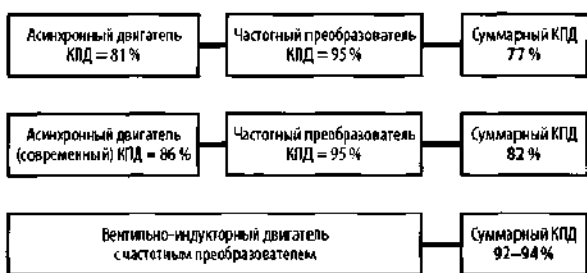 Асинхронный двигатель
КПД = 81 %
Частотный преобразователь
КПД = 95 %
Суммарный КПД
77 %
Асинхронный двигатель
(современный) КПД = 86 %
Частотный преобразователь
КПД = 95 %
Суммарный КПД
82 %
Вентильно-индукторный двигатель
с частотным преобразователем
Суммарный КПД
92–94 %